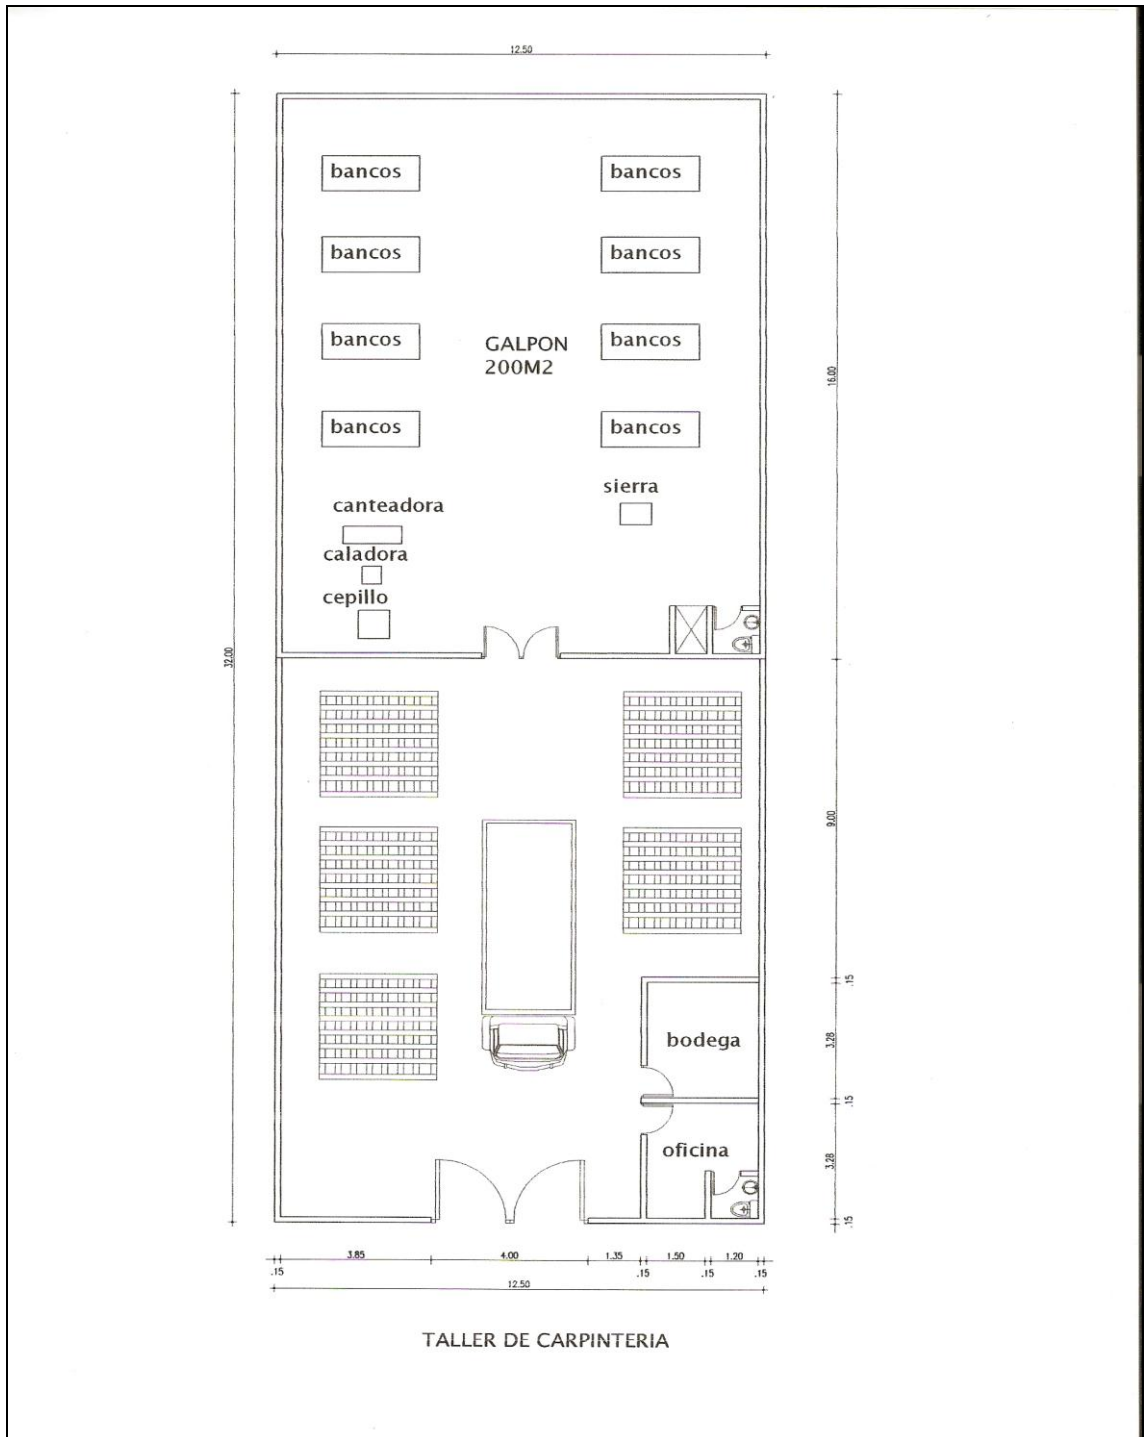 12.50
bancos
bancos
bancos
bancos
bancos
bancos
GALPON
200M2
16.00
bancos
bancos
sierra
canteadora
caladora
cepillo
32.00
9.00
.15
bodega
3.28
.15
oficina
3.28
.15
3.85
4.00
1.35
1.50
1.20
.15
.15
.15
.15
12.50
TALLER DE CARPINTERIA